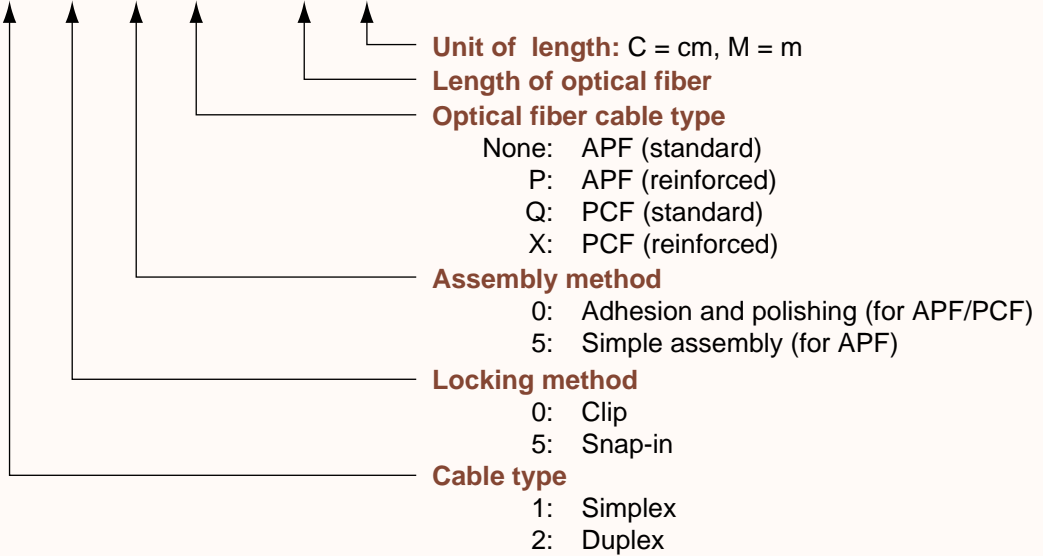 Unit of length: C = cm, M = m
Length of optical fiber
Optical fiber cable type
None: APF (standard)
P: APF (reinforced)
Q: PCF (standard)
X: PCF (reinforced)
Assembly method
0: Adhesion and polishing (for APF/PCF)
5: Simple assembly (for APF)
Locking method
0: Clip
5: Snap-in
Cable type
1: Simplex
2: Duplex